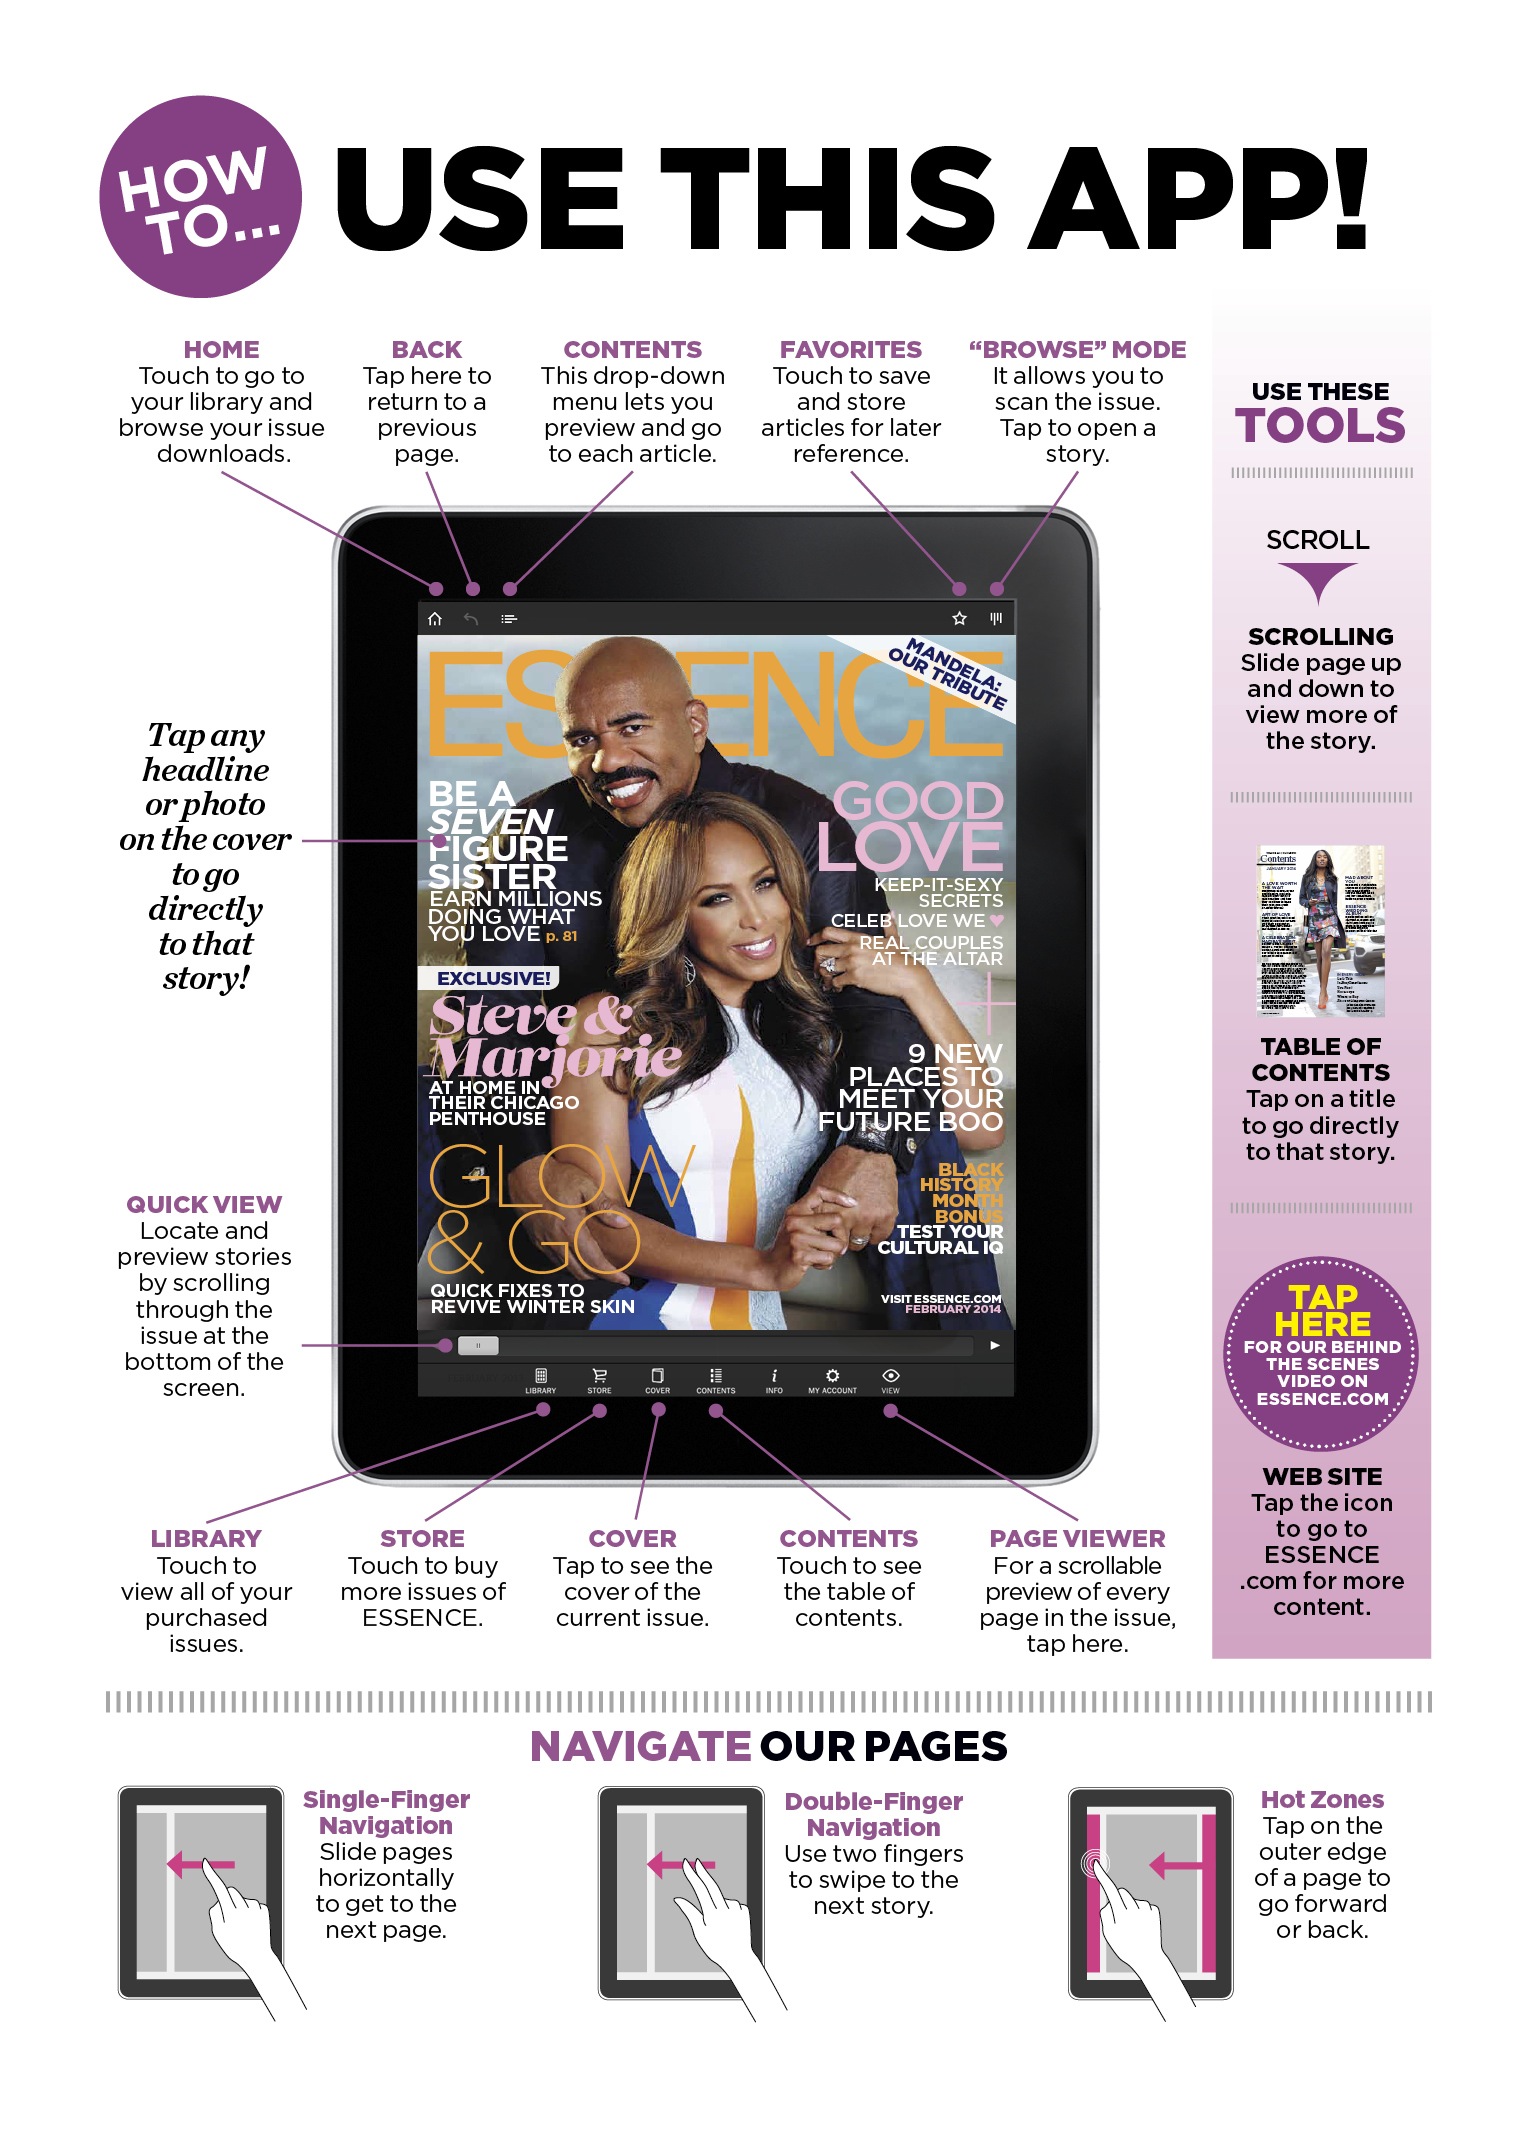 HOW
TO...
USE THIS APP!
HOME
Touch to go to
your library and
browse your issue
downloads.
BACK
Tap here to
return to a
previous
page.
CONTENTS
This drop-down
menu lets you
preview and go
to each article.
FAVORITES
Touch to save
and store
articles for later
reference.
“BROWSE” MODE
It allows you to
scan the issue.
Tap to open a
story.
Tap any
headline
or photo
on the cover
to go
directly
to that
story!
QUICK VIEW
Locate and
preview stories
by scrolling
through the
issue at the
bottom of the
screen.
ESSENCE
MANDELA:
OUR TRIBUTE
BE A
SEVEN
FIGURE
SISTER
EARN MILLIONS
DOING WHAT
YOU LOVE p. 81
EXCLUSIVE!
Steve &
Marjorie
AT HOME IN
THEIR CHICAGO
PENTHOUSE
GLOW
& GO
QUICK FIXES TO
REVIVE WINTER SKIN
GOOD
LOVE
KEEP-IT-SEXY
SECRETS
CELEB LOVE WE ♥
REAL COUPLES
AT THE ALTAR
9 NEW
PLACES TO
MEET YOUR
FUTURE BOO
BLACK
HISTORY
MONTH
BONUS
TEST YOUR
CULTURAL IQ
VISIT ESSENCE.COM
FEBRUARY 2014
LIBRARY
STORE
COVER
CONTENTS
INFO
MY ACCOUNT
VIEW
LIBRARY
Touch to
view all of your
purchased
issues.
STORE
Touch to buy
more issues of
ESSENCE.
COVER
Tap to see the
cover of the
current issue.
CONTENTS
Touch to see
the table of
contents.
PAGE VIEWER
For a scrollable
preview of every
page in the issue,
tap here.
USE THESE
TOOLS
SCROLL
SCROLLING
Slide page up
and down to
view more of
the story.
Contents
TABLE OF
CONTENTS
Tap on a title
to go directly
to that story.
TAP
HERE
FOR OUR BEHIND
THE SCENES
VIDEO ON
ESSENCE.COM
WEB SITE
Tap the icon
to go to
ESSENCE
.com for more
content.
NAVIGATE OUR PAGES
Single-Finger
Navigation
Slide pages
horizontally
to get to the
next page.
Double-Finger
Navigation
Use two fingers
to swipe to the
next story.
Hot Zones
Tap on the
outer edge
of a page to
go forward
or back.